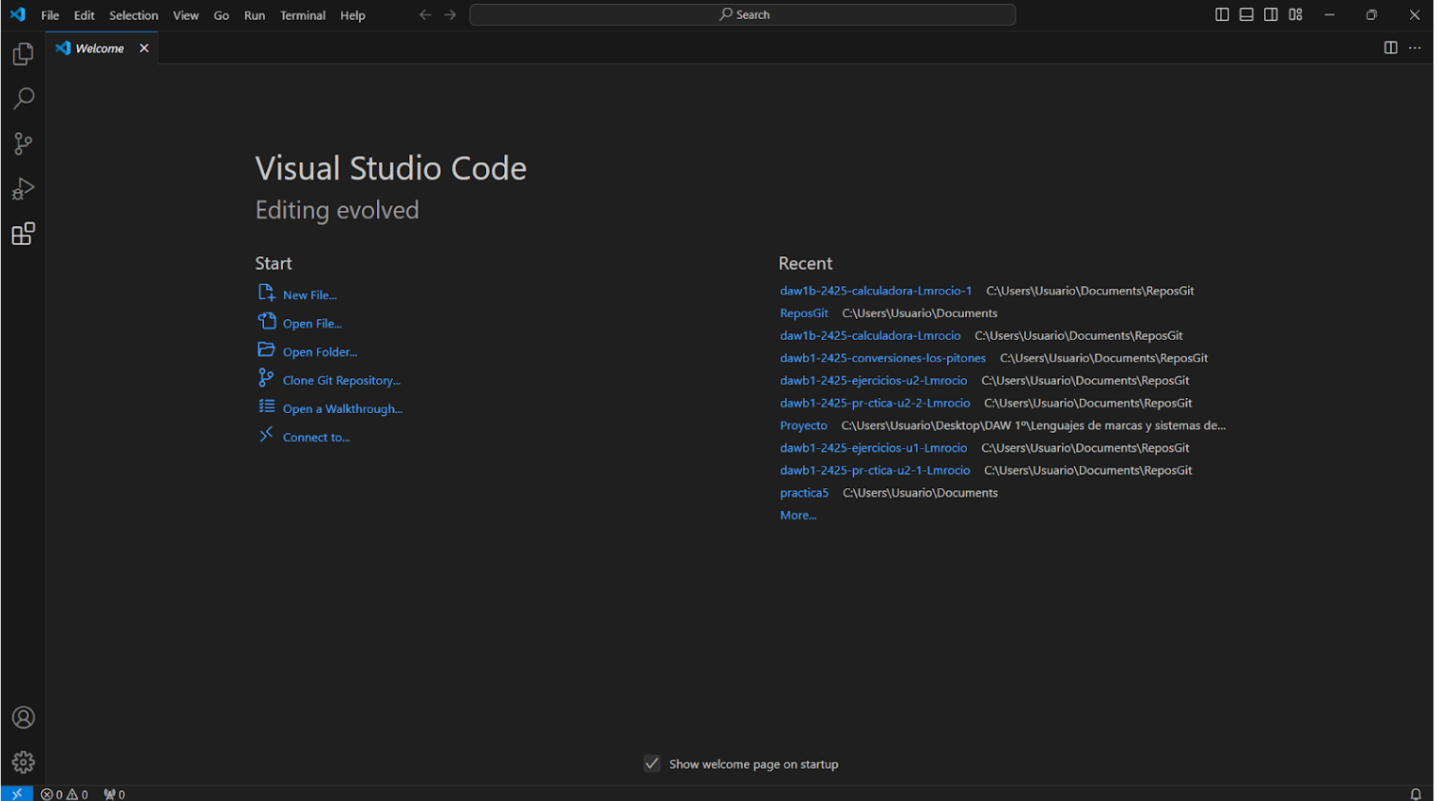 File Edit Selection View Go Run Terminal Help Search
Welcome
Visual Studio Code
Editing evolved
Start
New File...
Open File...
Open Folder...
Clone Git Repository...
Open a Walkthrough...
Connect to...
Recent
daw1b-2425-calculadora-Lmrocio-1 C:\Users\Usuario\Documents\ReposGit
ReposGit C:\Users\Usuario\Documents
daw1b-2425-calculadora-Lmrocio C:\Users\Usuario\Documents\ReposGit
dawb1-2425-conversiones-los-pitones C:\Users\Usuario\Documents\ReposGit
dawb1-2425-ejercicios-u2-Lmrocio C:\Users\Usuario\Documents\ReposGit
dawb1-2425-pr-ctica-u2-2-Lmrocio C:\Users\Usuario\Documents\ReposGit
Proyecto C:\Users\Usuario\Desktop\DAW 1º\Lenguajes de marcas y sistemas de...
dawb1-2425-ejercicios-u1-Lmrocio C:\Users\Usuario\Documents\ReposGit
dawb1-2425-pr-ctica-u2-1-Lmrocio C:\Users\Usuario\Documents\ReposGit
practica5 C:\Users\Usuario\Documents
More...
Show welcome page on startup
0 0 0